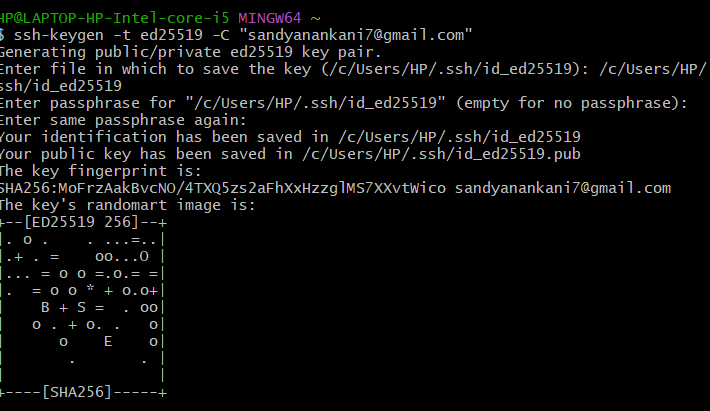 HP@LAPTOP-HP-Intel-core-i5 MINGW64 ~
$ ssh-keygen -t ed25519 -C "sandyanankani7@gmail.com"
Generating public/private ed25519 key pair.
Enter file in which to save the key (/c/Users/HP/.ssh/id_ed25519): /c/Users/HP/.
ssh/id_ed25519
Enter passphrase for "/c/Users/HP/.ssh/id_ed25519" (empty for no passphrase):
Enter same passphrase again:
Your identification has been saved in /c/Users/HP/.ssh/id_ed25519
Your public key has been saved in /c/Users/HP/.ssh/id_ed25519.pub
The key fingerprint is:
SHA256:MoFrzAakBvcNO/4TXQ5zs2aFhXxHzzglMS7XXvtWico sandyanankani7@gmail.com
The key's randomart image is:
+--[ED25519 256]--+
|. o .    . ...=..|
|.+ . =    oo...O |
|... = o o =.o.= =|
|.  = o o * + o.o+|
|    B + S =  . oo|
|   o . + o. .   o|
|      o    E    o|
|       .       . |
|                 |
+----[SHA256]-----+